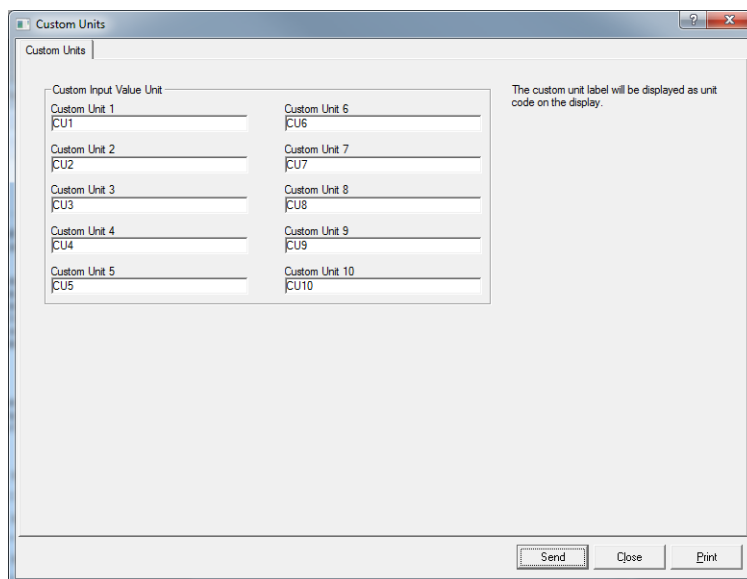 Custom Units
Custom Units
Custom Input Value Unit
Custom Unit 1
CU1
Custom Unit 2
CU2
Custom Unit 3
CU3
Custom Unit 4
CU4
Custom Unit 5
CU5
Custom Unit 6
CU6
Custom Unit 7
CU7
Custom Unit 8
CU8
Custom Unit 9
CU9
Custom Unit 10
CU10
The custom unit label will be displayed as unit
code on the display.
Send
Close
Print